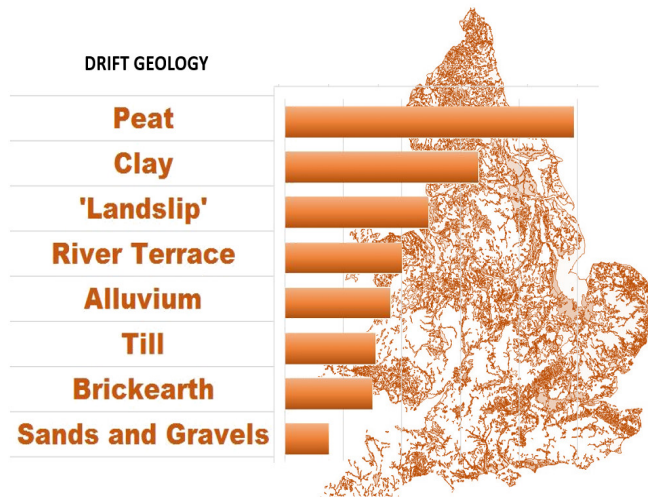 DRIFT GEOLOGY
Peat
Clay
'Landslip'
River Terrace
Alluvium
Till
Brickearth
Sands and Gravels